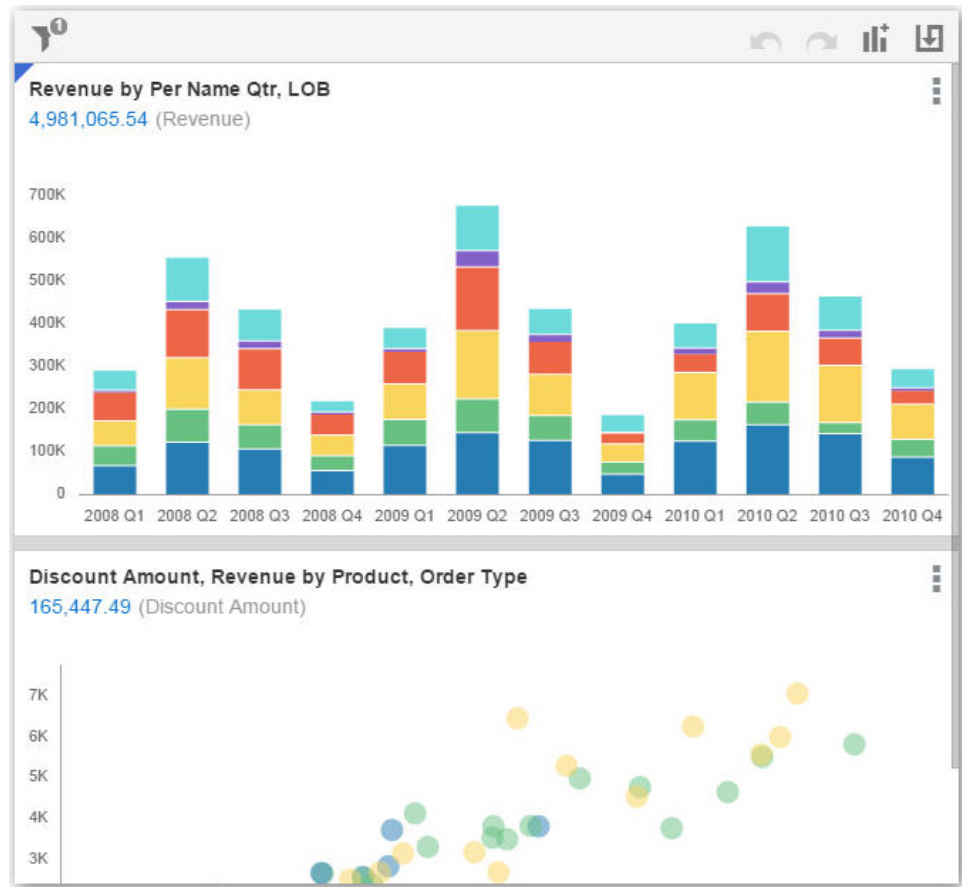 1
Revenue by Per Name Qtr, LOB
4,981,065.54 (Revenue)
700K
600K
500K
400K
300K
200K
100K
0
2008 Q1 2008 Q2 2008 Q3 2008 Q4 2009 Q1 2009 Q2 2009 Q3 2009 Q4 2010 Q1 2010 Q2 2010 Q3 2010 Q4
Discount Amount, Revenue by Product, Order Type
165,447.49 (Discount Amount)
7K
6K
5K
4K
3K